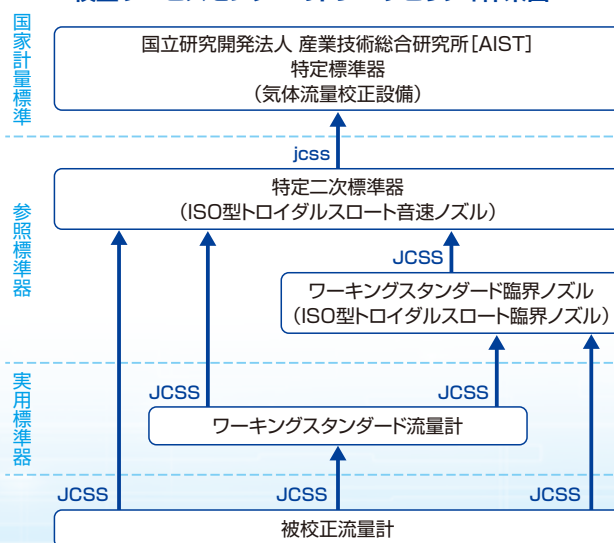 国家計量標準
国立研究開発法人 産業技術総合研究所[AIST]
特定標準器
(気体流量校正設備)
jcss
参照標準器
特定二次標準器
(ISO型トロイダルスロート音速ノズル)
JCSS
ワーキングスタンダード臨界ノズル
(ISO型トロイダルスロート臨界ノズル)
実用標準器
JCSS
JCSS
ワーキングスタンダード流量計
JCSS
JCSS
JCSS
被校正流量計